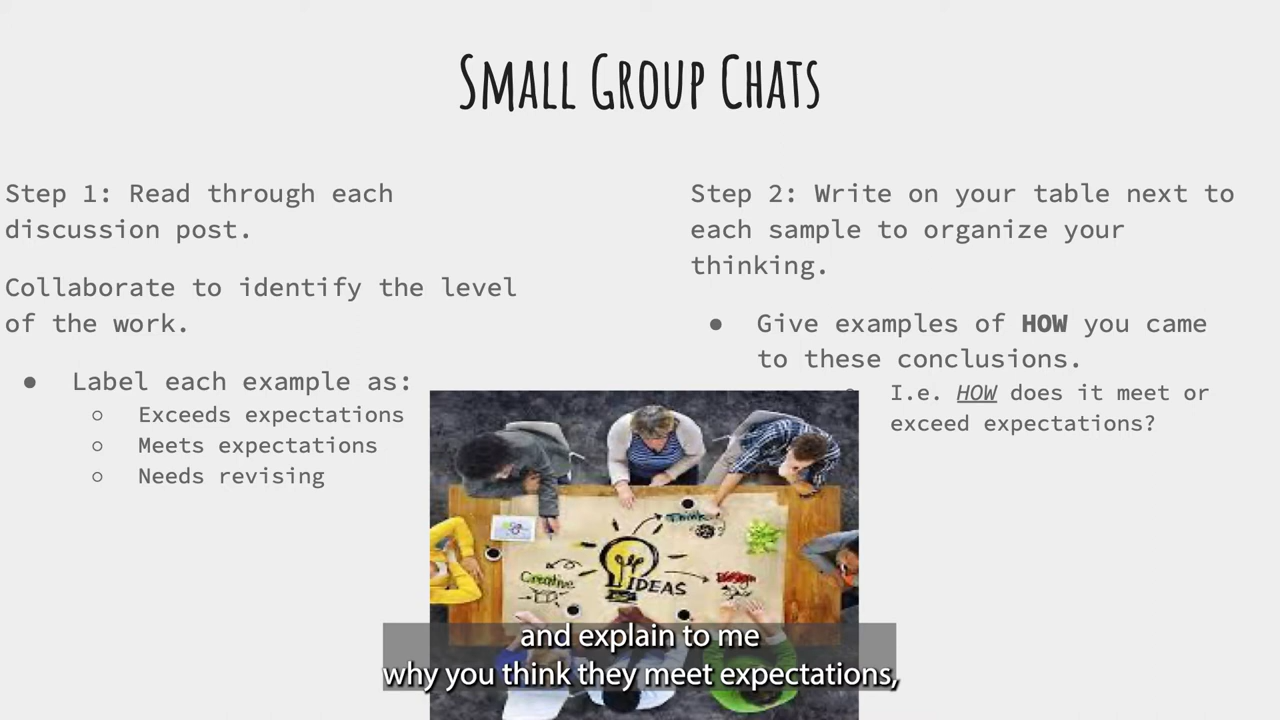 Small Group Chats
Step 1: Read through each
discussion post.
Collaborate to identify the level
of the work.
● Label each example as:
○ Exceeds expectations
○ Meets expectations
○ Needs revising
Step 2: Write on your table next to
each sample to organize your
thinking.
● Give examples of HOW you came
to these conclusions.
I.e. HOW does it meet or
exceed expectations?
Think
Creative
IDEAS
Design
and explain to me
why you think they meet expectations,